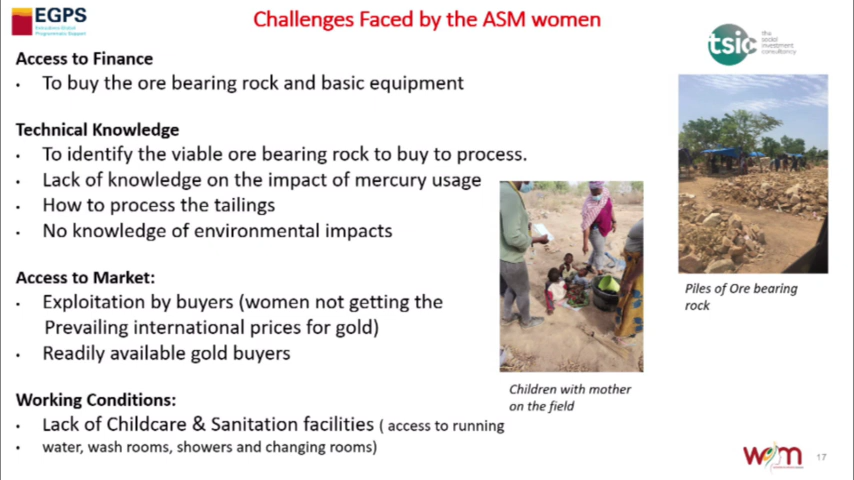 EGPS
Extractives Global
Programmatic Support
Challenges Faced by the ASM women
tsic
the
social
investment
consultancy
Access to Finance
• To buy the ore bearing rock and basic equipment
Technical Knowledge
• To identify the viable ore bearing rock to buy to process.
• Lack of knowledge on the impact of mercury usage
• How to process the tailings
• No knowledge of environmental impacts
Access to Market:
• Exploitation by buyers (women not getting the
Prevailing international prices for gold)
• Readily available gold buyers
Working Conditions:
• Lack of Childcare & Sanitation facilities ( access to running
• water, wash rooms, showers and changing rooms)
Piles of Ore bearing
rock
Children with mother
on the field
wom
17